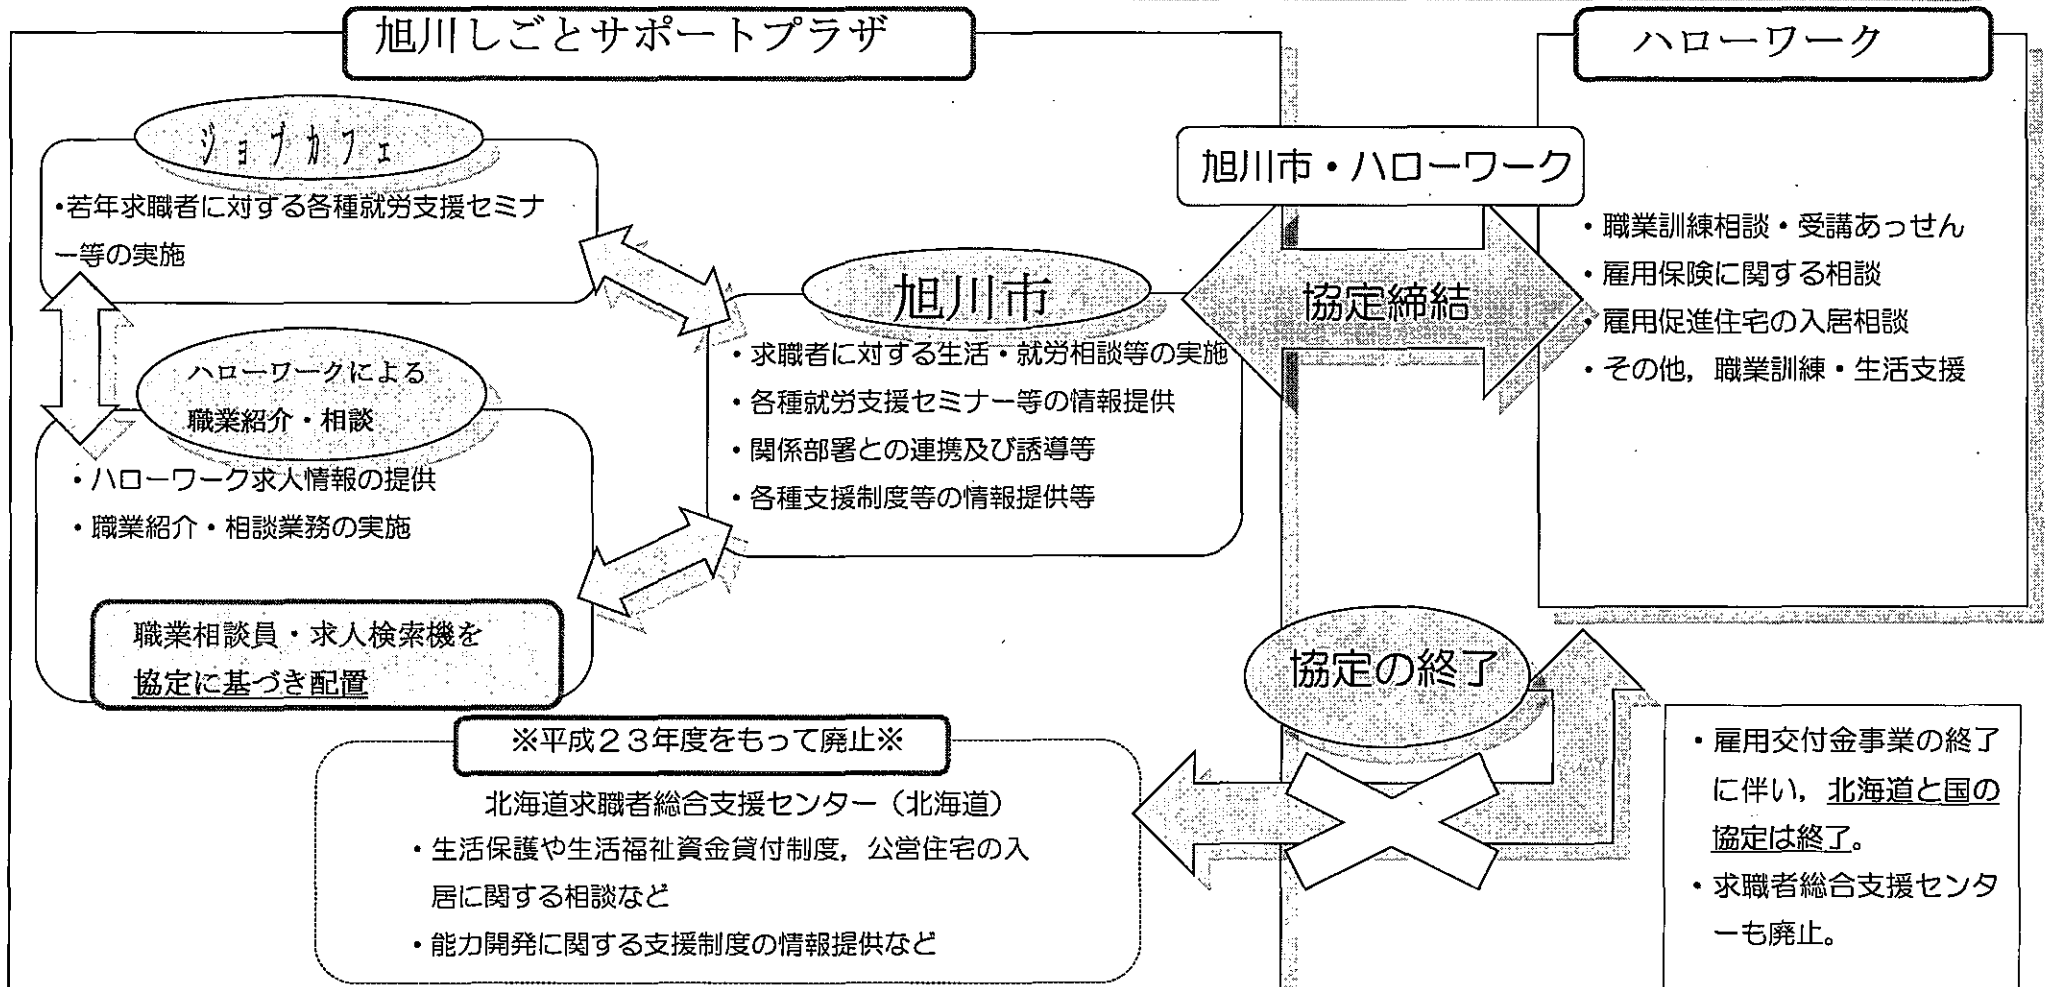 旭川しごとサポートプラザ
ジョブカフェ
・若年求職者に対する各種就労支援セミナ
ー等の実施
ハローワークによる
職業紹介・相談
・ハローワーク求人情報の提供
・職業紹介・相談業務の実施
職業相談員・求人検索機を
協定に基づき配置
旭川市
・求職者に対する生活・就労相談等の実施
・各種就労支援セミナー等の情報提供
・関係部署との連携及び誘導等
・各種支援制度等の情報提供等
旭川市・ハローワーク
協定締結
ハローワーク
・職業訓練相談・受講あっせん
・雇用保険に関する相談
・雇用促進住宅の入居相談
・その他，職業訓練・生活支援
協定の終了
※平成２３年度をもって廃止※
北海道求職者総合支援センター（北海道）
・生活保護や生活福祉資金貸付制度，公営住宅の入
居に関する相談など
・能力開発に関する支援制度の情報提供など
・雇用交付金事業の終了
に伴い，北海道と国の
協定は終了。
・求職者総合支援センタ
ーも廃止。